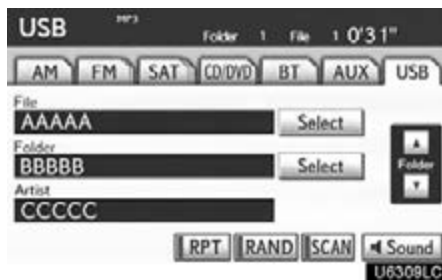 USB MP3 Folder 1 File 1 0'31"
AM FM SAT CD/DVD BT AUX USB
File
AAAAA Select
Folder
BBBBB Select
Folder
Artist
CCCCC
RPT RAND SCAN Sound
U6309LC